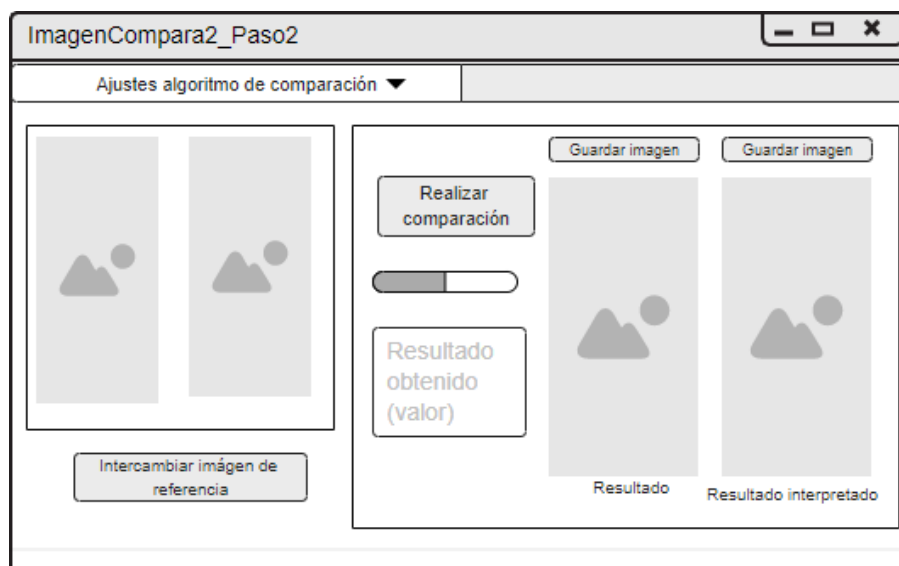 ImagenCompara2_Paso2
Ajustes algoritmo de comparación
Guardar imagen
Guardar imagen
Realizar
comparación
Resultado
obtenido
(valor)
Intercambiar imágen de
referencia
Resultado
Resultado interpretado